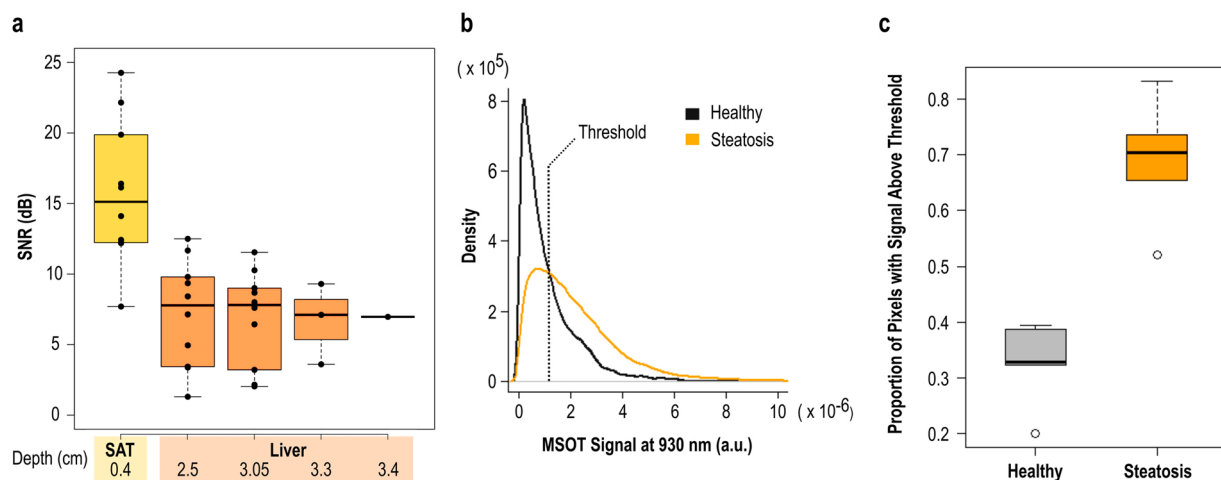 a
SNR (dB)
25
20
15
10
5
0
Depth (cm)
SAT
0.4
Liver
2.5 3.05 3.3 3.4
b
( x 10⁵)
Density
8
6
4
2
0
Threshold
Healthy
Steatosis
0 2 4 6 8 10 ( x 10⁻⁶)
MSOT Signal at 930 nm (a.u.)
c
Proportion of Pixels with Signal Above Threshold
0.8
0.7
0.6
0.5
0.4
0.3
0.2
Healthy Steatosis